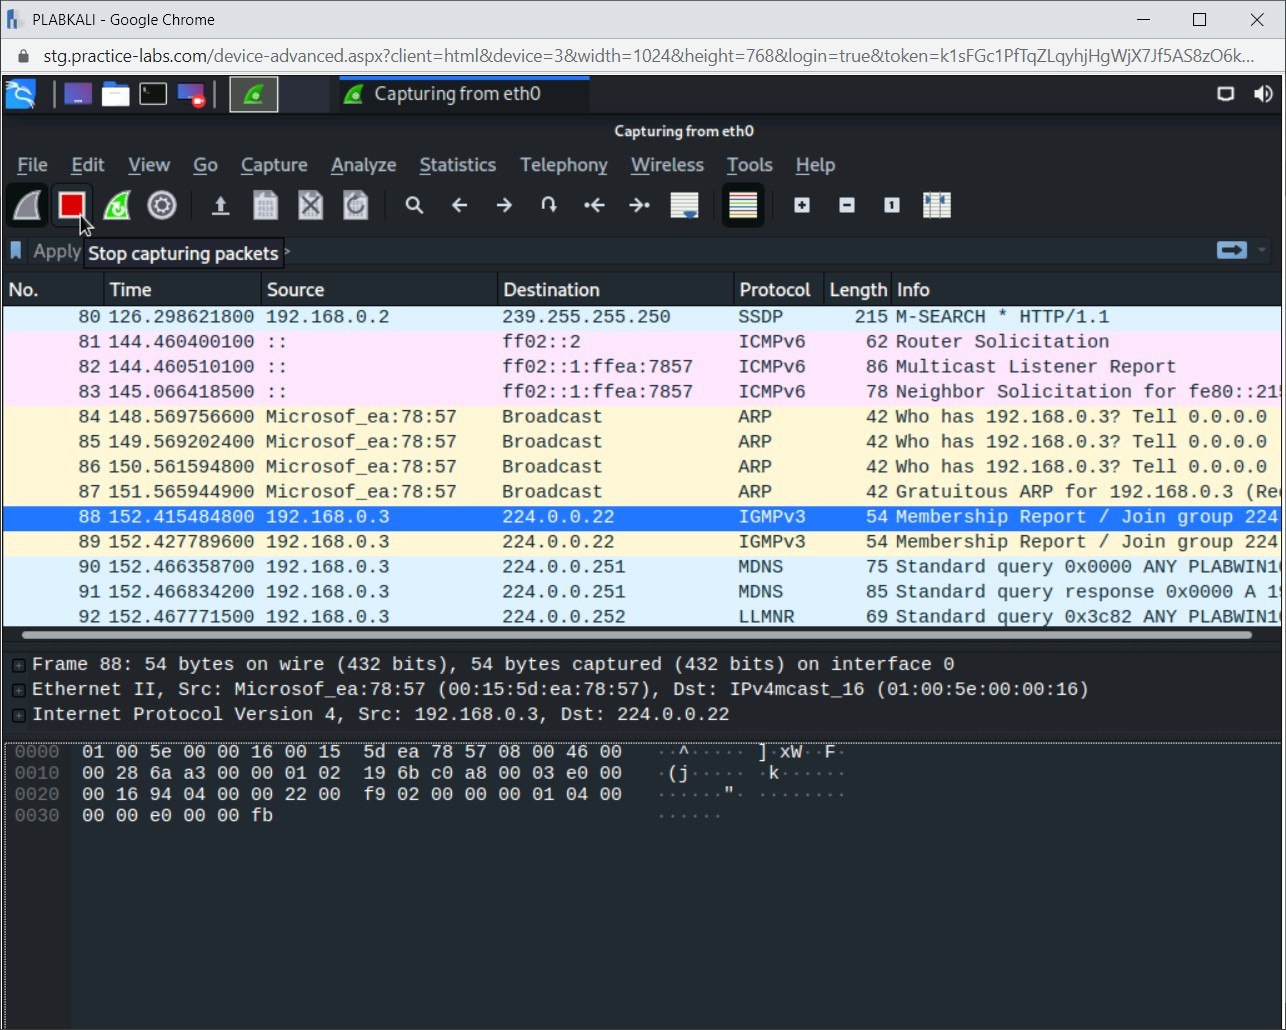 PLABKALI - Google Chrome
stg.practice-labs.com/device-advanced.aspx?client=html&device=3&width=1024&height=768&login=true&token=k1sFGc1PfTqZLqyhjHgWjX7Jf5AS8zO6k...
Capturing from eth0
Capturing from eth0
File Edit View Go Capture Analyze Statistics Telephony Wireless Tools Help
Apply
Stop capturing packets
No. Time Source Destination Protocol Length Info
80 126.298621800 192.168.0.2 239.255.255.250 SSDP 215 M-SEARCH * HTTP/1.1
81 144.460400100 :: ff02::2 ICMPv6 62 Router Solicitation
82 144.460510100 :: ff02::1:ffea:7857 ICMPv6 86 Multicast Listener Report
83 145.066418500 :: ff02::1:ffea:7857 ICMPv6 78 Neighbor Solicitation for fe80::215
84 148.569756600 Microsof_ea:78:57 Broadcast ARP 42 Who has 192.168.0.3? Tell 0.0.0.0
85 149.569202400 Microsof_ea:78:57 Broadcast ARP 42 Who has 192.168.0.3? Tell 0.0.0.0
86 150.561594800 Microsof_ea:78:57 Broadcast ARP 42 Who has 192.168.0.3? Tell 0.0.0.0
87 151.565944900 Microsof_ea:78:57 Broadcast ARP 42 Gratuitous ARP for 192.168.0.3 (Re
88 152.415484800 192.168.0.3 224.0.0.22 IGMPv3 54 Membership Report / Join group 224
89 152.427789600 192.168.0.3 224.0.0.22 IGMPv3 54 Membership Report / Join group 224
90 152.466358700 192.168.0.3 224.0.0.251 MDNS 75 Standard query 0x0000 ANY PLABWIN1
91 152.466834200 192.168.0.3 224.0.0.251 MDNS 85 Standard query response 0x0000 A 19
92 152.467771500 192.168.0.3 224.0.0.252 LLMNR 69 Standard query 0x3c82 ANY PLABWIN1
Frame 88: 54 bytes on wire (432 bits), 54 bytes captured (432 bits) on interface 0
Ethernet II, Src: Microsof_ea:78:57 (00:15:5d:ea:78:57), Dst: IPv4mcast_16 (01:00:5e:00:00:16)
Internet Protocol Version 4, Src: 192.168.0.3, Dst: 224.0.0.22
0000 01 00 5e 00 00 16 00 15 5d ea 78 57 08 00 46 00 ··^····· ]·xW··F·
0010 00 28 6a a3 00 00 01 02 19 6b c0 a8 00 03 e0 00 ·(j····· ·k······
0020 00 16 94 04 00 00 22 00 f9 02 00 00 00 01 04 00 ······"· ········
0030 00 00 e0 00 00 fb ······